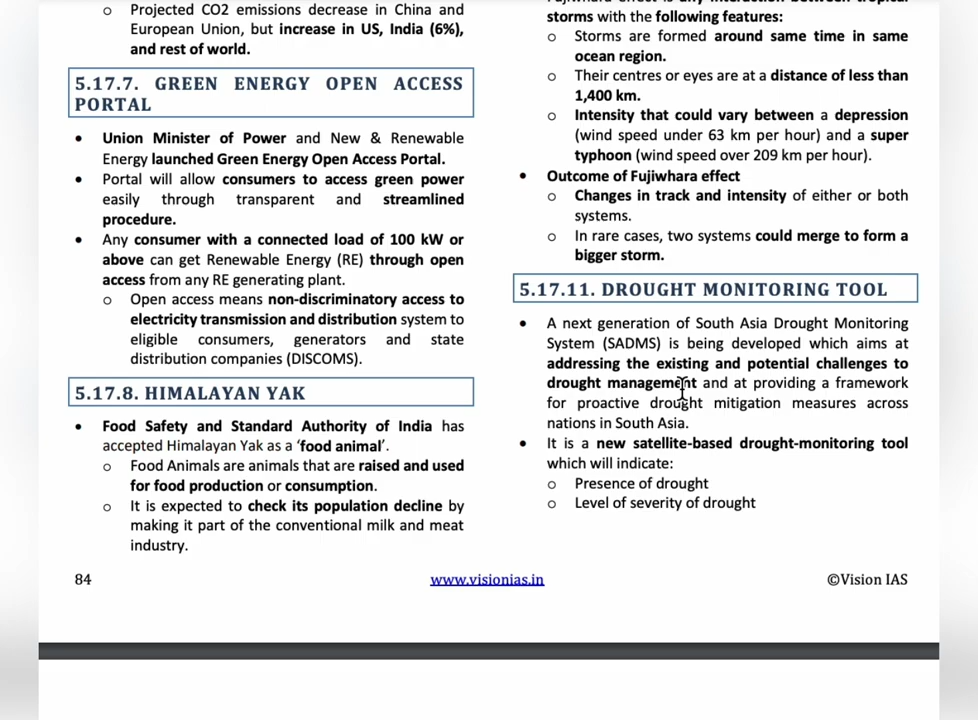 o Projected CO2 emissions decrease in China and
European Union, but increase in US, India (6%),
and rest of world.
5.17.7. GREEN ENERGY OPEN ACCESS
PORTAL
• Union Minister of Power and New & Renewable
Energy launched Green Energy Open Access Portal.
• Portal will allow consumers to access green power
easily through transparent and streamlined
procedure.
• Any consumer with a connected load of 100 kW or
above can get Renewable Energy (RE) through open
access from any RE generating plant.
o Open access means non-discriminatory access to
electricity transmission and distribution system to
eligible consumers, generators and state
distribution companies (DISCOMS).
5.17.8. HIMALAYAN YAK
• Food Safety and Standard Authority of India has
accepted Himalayan Yak as a ‘food animal’.
o Food Animals are animals that are raised and used
for food production or consumption.
o It is expected to check its population decline by
making it part of the conventional milk and meat
industry.
Fujiwhara effect is any interaction between tropical
storms with the following features:
o Storms are formed around same time in same
ocean region.
o Their centres or eyes are at a distance of less than
1,400 km.
o Intensity that could vary between a depression
(wind speed under 63 km per hour) and a super
typhoon (wind speed over 209 km per hour).
• Outcome of Fujiwhara effect
o Changes in track and intensity of either or both
systems.
o In rare cases, two systems could merge to form a
bigger storm.
5.17.11. DROUGHT MONITORING TOOL
• A next generation of South Asia Drought Monitoring
System (SADMS) is being developed which aims at
addressing the existing and potential challenges to
drought management and at providing a framework
for proactive drought mitigation measures across
nations in South Asia.
• It is a new satellite-based drought-monitoring tool
which will indicate:
o Presence of drought
o Level of severity of drought
84
www.visionias.in
©Vision IAS